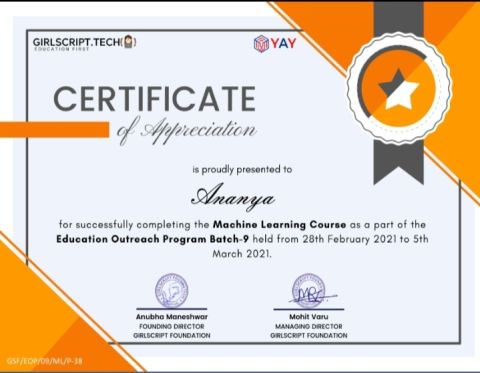 GIRLSCRIPT.TECH
EDUCATION FIRST
YAY
CERTIFICATE
of Appreciation
is proudly presented to
Ananya
for successfully completing the Machine Learning Course as a part of the
Education Outreach Program Batch-9 held from 28th February 2021 to 5th
March 2021.
Anubha Maneshwar
FOUNDING DIRECTOR
GIRLSCRIPT FOUNDATION
Mohit Varu
MANAGING DIRECTOR
GIRLSCRIPT FOUNDATION
GSF/EOP/09/ML/P-38